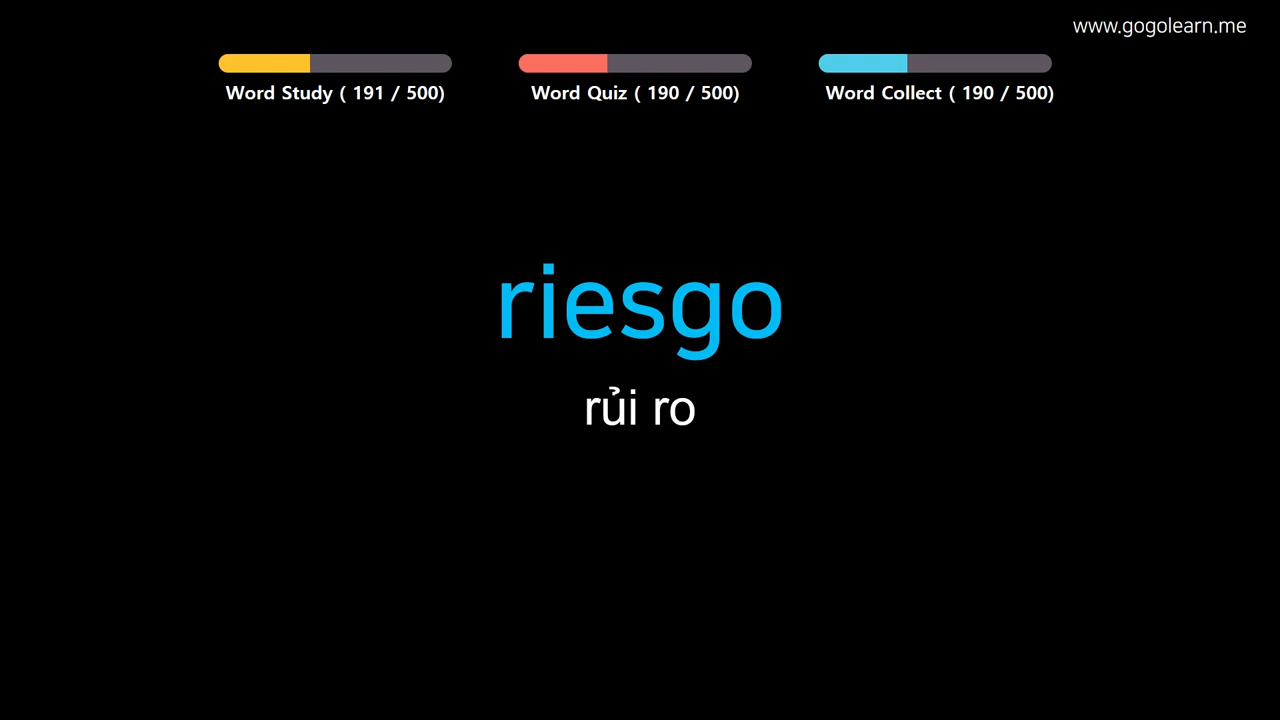 www.gogolearn.me
Word Study ( 191 / 500)
Word Quiz ( 190 / 500)
Word Collect ( 190 / 500)
riesgo
rủi ro